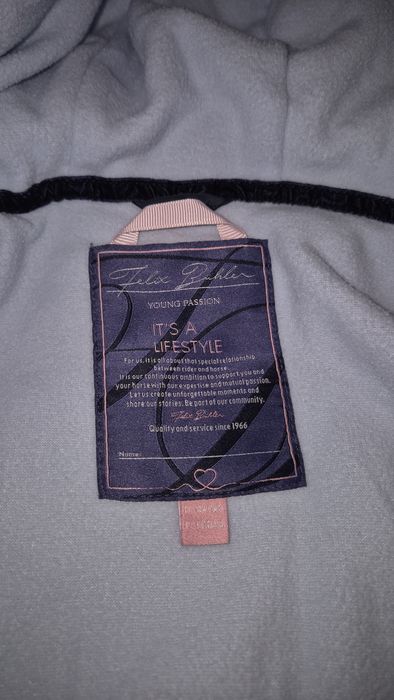 Felix Bühler
YOUNG PASSION
IT'S A
LIFESTYLE
For us, it is all about that special relationship
between rider and horse.
It is our continuous ambition to support you and
your horse with our expertise and mutual passion.
Let us create unforgettable moments and
share our stories. Be part of our community.
Felix Bühler
Quality and service since 1966
Name: